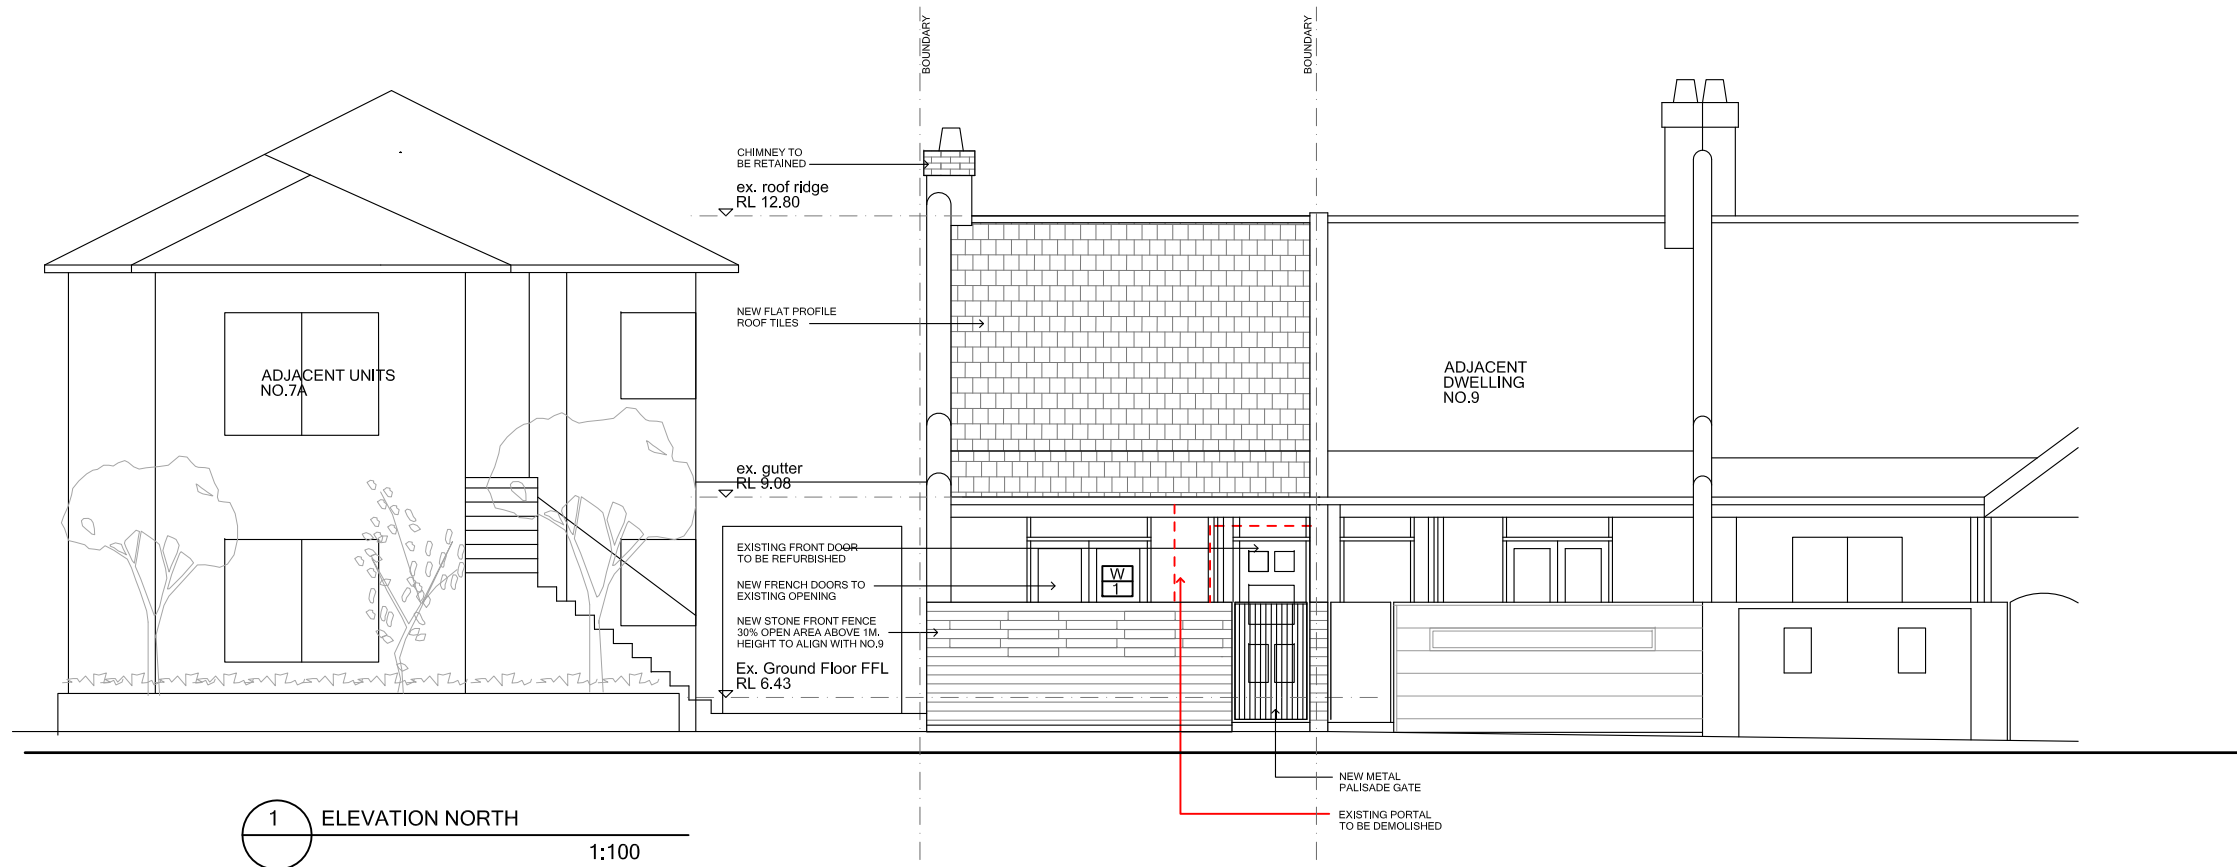 BOUNDARY
BOUNDARY
CHIMNEY TO
BE RETAINED
ex. roof ridge
RL 12.80
NEW FLAT PROFILE
ROOF TILES
ADJACENT UNITS
NO.7A
ADJACENT
DWELLING
NO.9
ex. gutter
RL 9.08
EXISTING FRONT DOOR
TO BE REFURBISHED
NEW FRENCH DOORS TO
EXISTING OPENING
W
1
NEW STONE FRONT FENCE
30% OPEN AREA ABOVE 1M.
HEIGHT TO ALIGN WITH NO.9
Ex. Ground Floor FFL
RL 6.43
NEW METAL
PALISADE GATE
EXISTING PORTAL
TO BE DEMOLISHED
1
ELEVATION NORTH
1:100